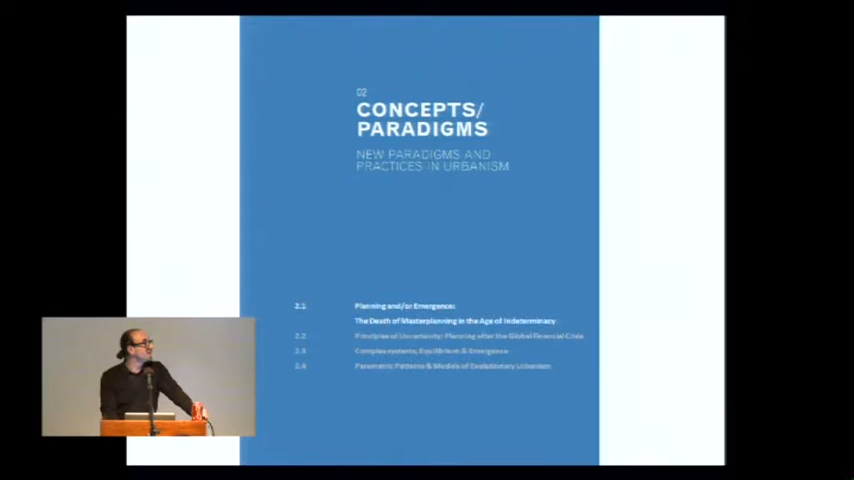 02
CONCEPTS/
PARADIGMS
NEW PARADIGMS AND
PRACTICES IN URBANISM
2.1 Planning and/or Emergence:
The Death of Masterplanning in the Age of Indeterminacy
2.2 Principles of Uncertainty: Planning after the Global Financial Crisis
2.3 Complex systems, Equilibrium & Emergence
2.4 Parametric Patterns & Models of Evolutionary Urbanism